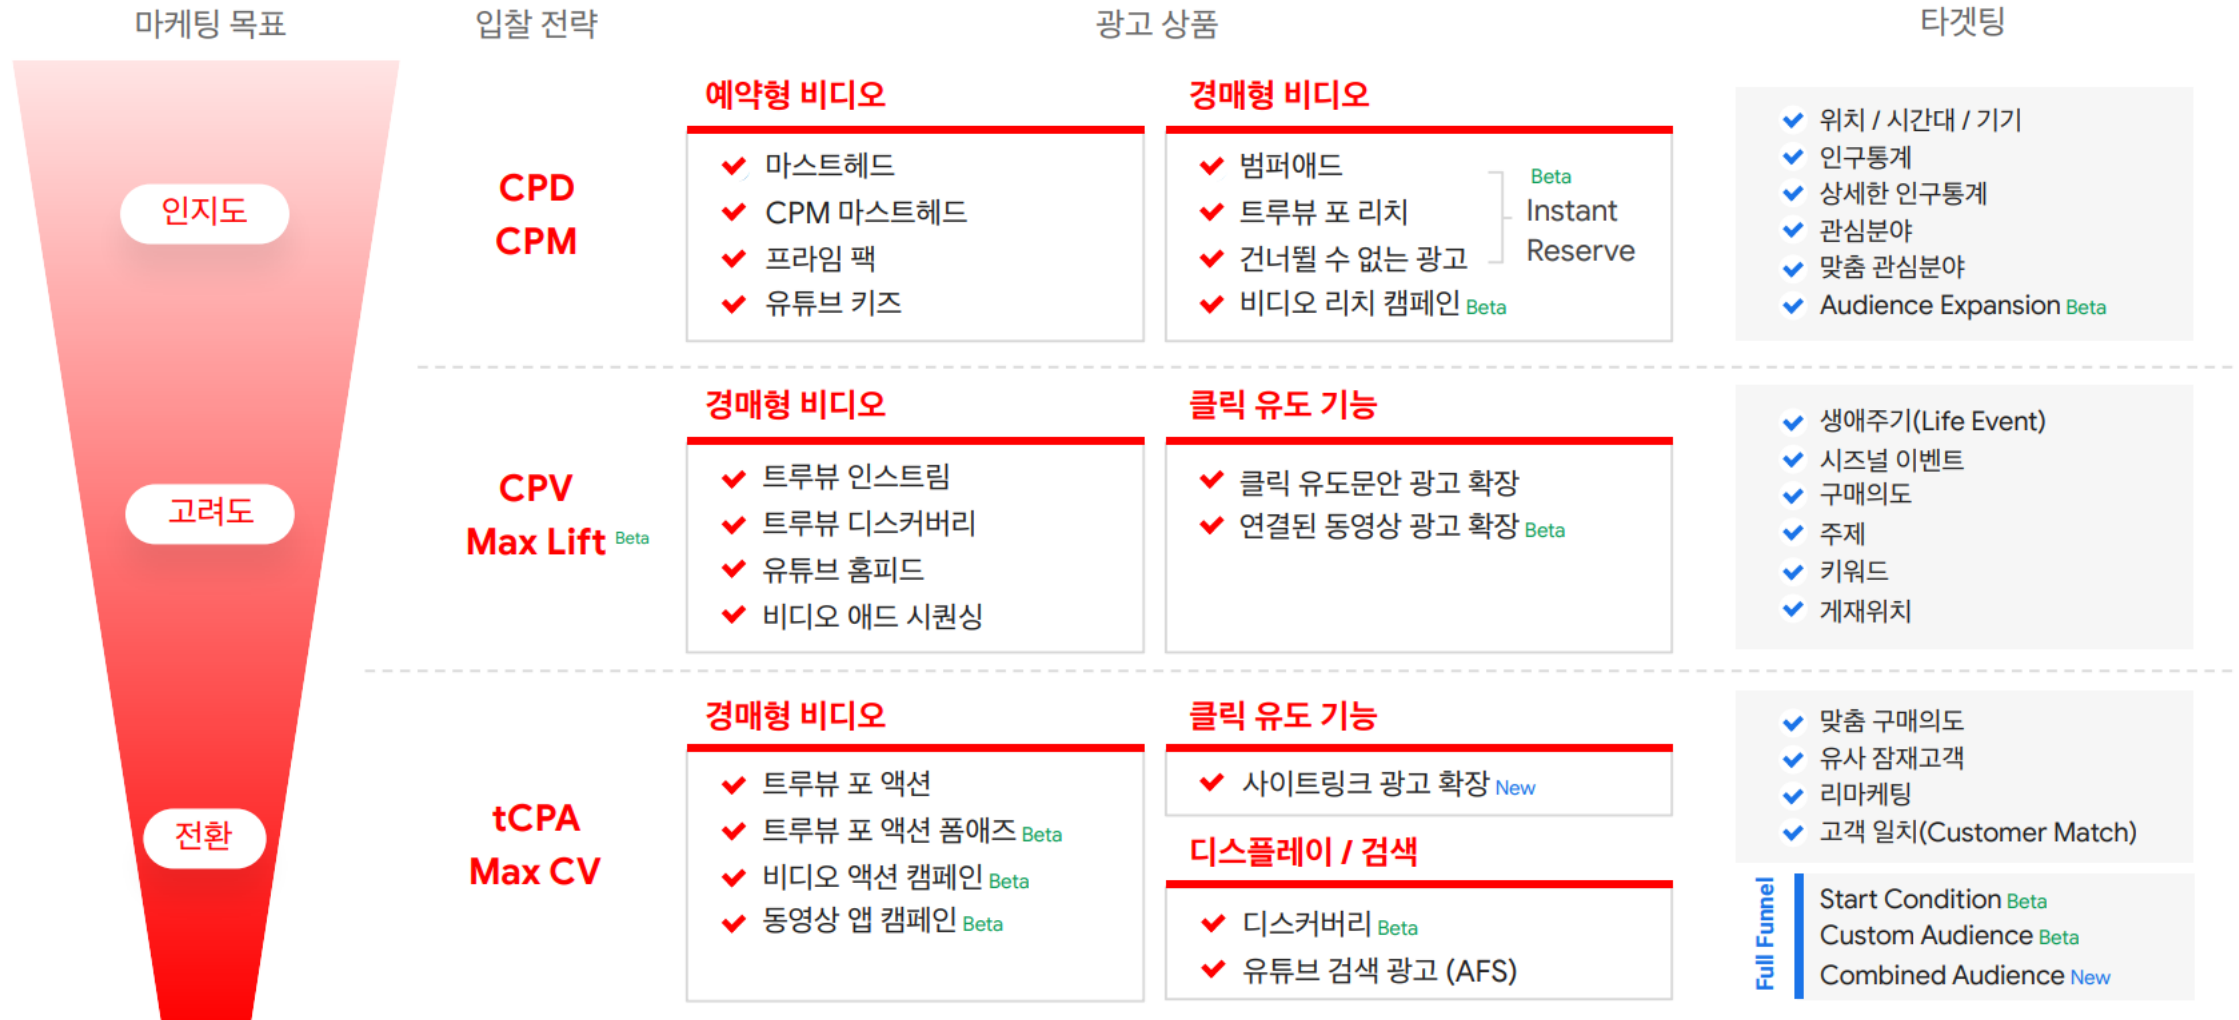 마케팅 목표
입찰 전략
광고 상품
타겟팅
인지도
CPD
CPM
예약형 비디오
마스트헤드
CPM 마스트헤드
프라임 팩
유튜브 키즈
경매형 비디오
범퍼애드
트루뷰 포 리치
건너뛸 수 없는 광고
비디오 리치 캠페인 Beta
Beta
Instant
Reserve
위치 / 시간대 / 기기
인구통계
상세한 인구통계
관심분야
맞춤 관심분야
Audience Expansion Beta
고려도
CPV
Max Lift Beta
경매형 비디오
트루뷰 인스트림
트루뷰 디스커버리
유튜브 홈피드
비디오 애드 시퀀싱
클릭 유도 기능
클릭 유도문안 광고 확장
연결된 동영상 광고 확장 Beta
생애주기(Life Event)
시즈널 이벤트
구매의도
주제
키워드
게재위치
전환
tCPA
Max CV
경매형 비디오
트루뷰 포 액션
트루뷰 포 액션 폼애즈 Beta
비디오 액션 캠페인 Beta
동영상 앱 캠페인 Beta
클릭 유도 기능
사이트링크 광고 확장 New
디스플레이 / 검색
디스커버리 Beta
유튜브 검색 광고 (AFS)
맞춤 구매의도
유사 잠재고객
리마케팅
고객 일치(Customer Match)
Full Funnel
Start Condition Beta
Custom Audience Beta
Combined Audience New